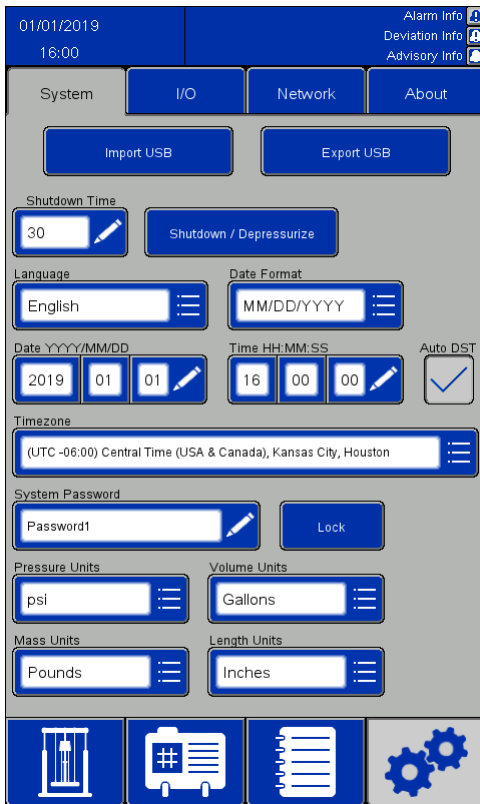 01/01/2019
16:00
Alarm Info
Deviation Info
Advisory Info
System
I/O
Network
About
Import USB
Export USB
Shutdown Time
30
Shutdown / Depressurize
Language
Date Format
English
MM/DD/YYYY
Date YYYY/MM/DD
Time HH:MM:SS
Auto DST
2019 01 01
16 00 00
Timezone
(UTC -06:00) Central Time (USA & Canada), Kansas City, Houston
System Password
Password1
Lock
Pressure Units
Volume Units
psi
Gallons
Mass Units
Length Units
Pounds
Inches
#